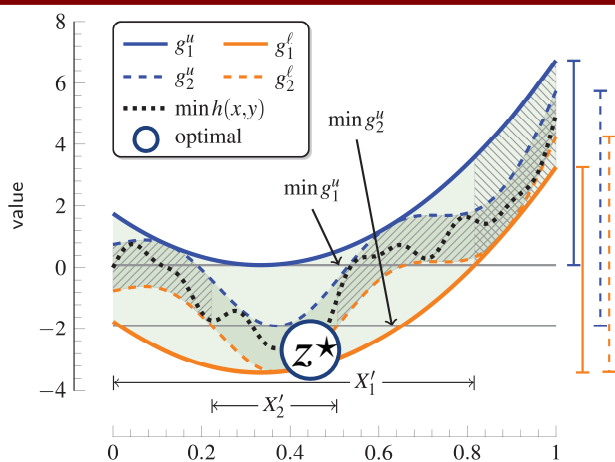 8
6
4
2
0
−2
−4
value
g₁ᵘ g₁ˡ
g₂ᵘ g₂ˡ
min h(x,y)
optimal
min g₂ᵘ
min g₁ᵘ
z★
X₁′
X₂′
0 0.2 0.4 0.6 0.8 1